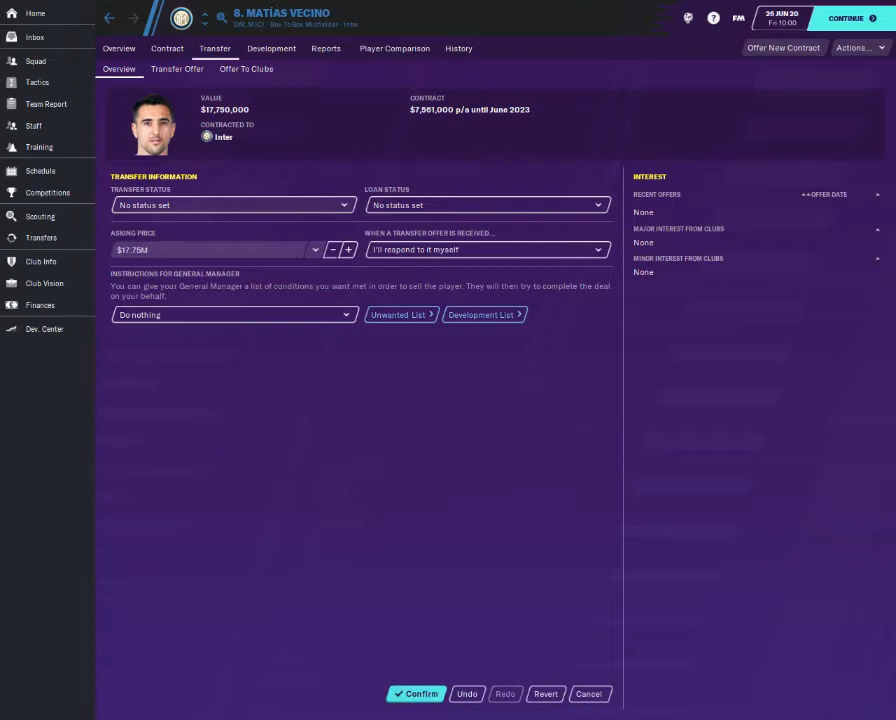 Home
Inbox
Squad
Tactics
Team Report
Staff
Training
Schedule
Competitions
Scouting
Transfers
Club Info
Club Vision
Finances
Dev. Center
8. MATÍAS VECINO
DM, M (C) - Box To Box Midfielder - Inter
? FM 26 JUN 20
Fri 10.00
CONTINUE
Overview Contract Transfer Development Reports Player Comparison History Offer New Contract Actions...
Overview Transfer Offer Offer To Clubs
VALUE
$17,750,000
CONTRACTED TO
Inter
CONTRACT
$7,561,000 p/a until June 2023
TRANSFER INFORMATION
TRANSFER STATUS LOAN STATUS
No status set No status set
ASKING PRICE WHEN A TRANSFER OFFER IS RECEIVED...
$17.75M − + I'll respond to it myself
INSTRUCTIONS FOR GENERAL MANAGER
You can give your General Manager a list of conditions you want met in order to sell the player. They will then try to complete the deal
on your behalf.
Do nothing Unwanted List Development List
INTEREST
RECENT OFFERS OFFER DATE
None
MAJOR INTEREST FROM CLUBS
None
MINOR INTEREST FROM CLUBS
None
Confirm Undo Redo Revert Cancel